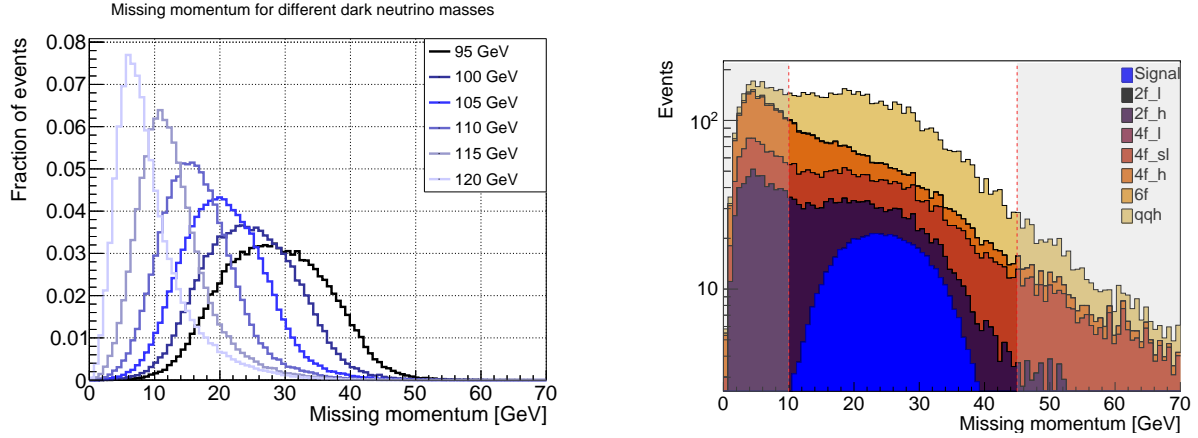 Missing momentum for different dark neutrino masses
Fraction of events
0.08
0.07
0.06
0.05
0.04
0.03
0.02
0.01
0
95 GeV
100 GeV
105 GeV
110 GeV
115 GeV
120 GeV
0 10 20 30 40 50 60 70
Missing momentum [GeV]
Events
10²
10
Signal
2f_l
2f_h
4f_l
4f_sl
4f_h
6f
qqh
0 10 20 30 40 50 60 70
Missing momentum [GeV]